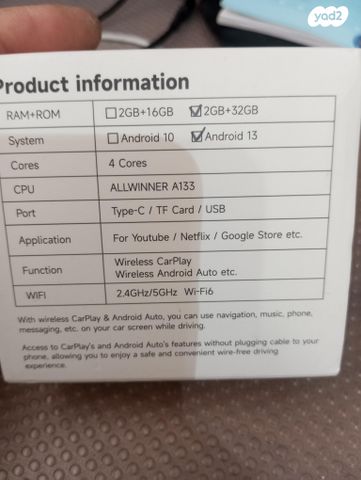 yad2
Product information
RAM+ROM 2GB+16GB 2GB+32GB
System Android 10 Android 13
Cores 4 Cores
CPU ALLWINNER A133
Port Type-C / TF Card / USB
Application For Youtube / Netflix / Google Store etc.
Function Wireless CarPlay
Wireless Android Auto etc.
WIFI 2.4GHz/5GHz Wi-Fi6
With wireless CarPlay & Android Auto, you can use navigation, music, phone,
messaging, etc. on your car screen while driving.
Access to CarPlay's and Android Auto's features without plugging cable to your
phone, allowing you to enjoy a safe and convenient wire-free driving
experience.